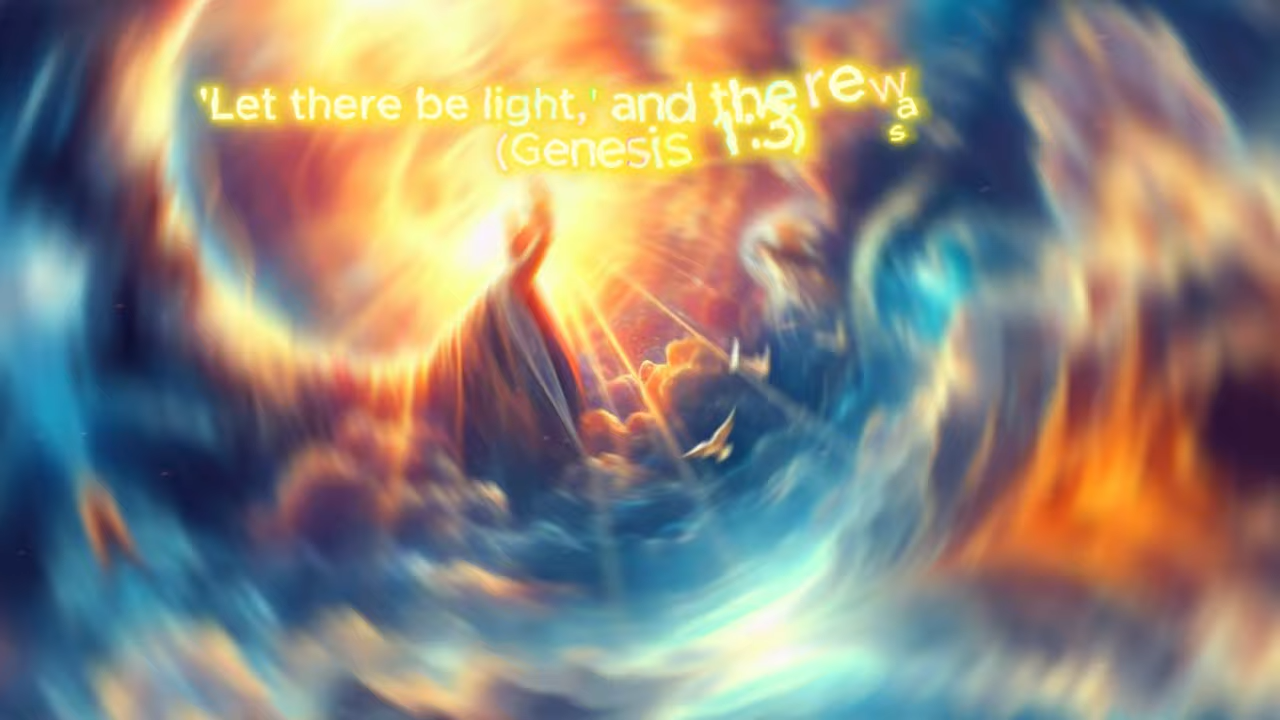 'Let there be light,' and there was
(Genesis 1:3)